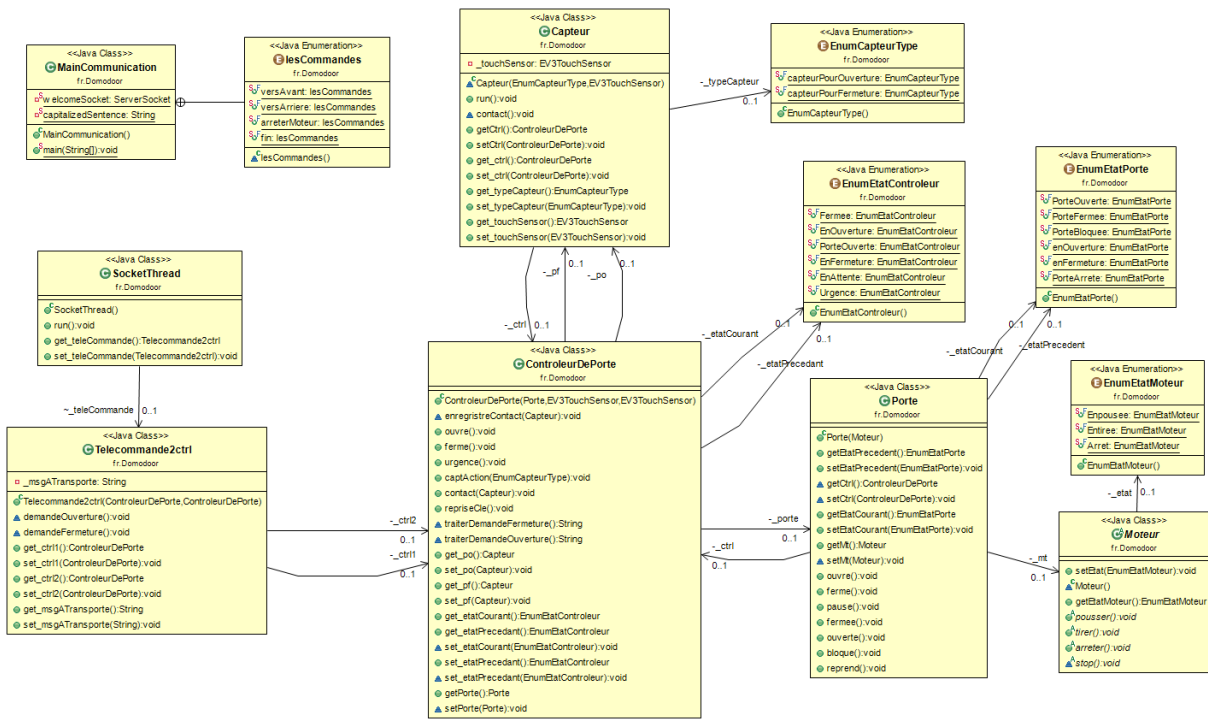 <<Java Class>>
MainCommunication
fr.Domodoor
welcomeSocket: ServerSocket
capitalizedSentence: String
MainCommunication()
main(String[]):void
<<Java Enumeration>>
lesCommandes
fr.Domodoor
versAvant: lesCommandes
versArriere: lesCommandes
arreterMoteur: lesCommandes
fin: lesCommandes
lesCommandes()
<<Java Class>>
Capteur
fr.Domodoor
_touchSensor: EV3TouchSensor
Capteur(EnumCapteurType,EV3TouchSensor)
run():void
contact():void
getCtrl():ControleurDePorte
setCtrl(ControleurDePorte):void
get_ctrl():ControleurDePorte
set_ctrl(ControleurDePorte):void
get_typeCapteur():EnumCapteurType
set_typeCapteur(EnumCapteurType):void
get_touchSensor():EV3TouchSensor
set_touchSensor(EV3TouchSensor):void
-_typeCapteur
0..1
<<Java Enumeration>>
EnumCapteurType
fr.Domodoor
capteurPourOuverture: EnumCapteurType
capteurPourFermeture: EnumCapteurType
EnumCapteurType()
<<Java Enumeration>>
EnumEtatControleur
fr.Domodoor
Fermee: EnumEtatControleur
EnOuverture: EnumEtatControleur
PorteOuverte: EnumEtatControleur
EnFermeture: EnumEtatControleur
EnAttente: EnumEtatControleur
Urgence: EnumEtatControleur
EnumEtatControleur()
<<Java Enumeration>>
EnumEtatPorte
fr.Domodoor
PorteOuverte: EnumEtatPorte
PorteFermee: EnumEtatPorte
PorteBloquee: EnumEtatPorte
enOuverture: EnumEtatPorte
enFermeture: EnumEtatPorte
PorteArrete: EnumEtatPorte
EnumEtatPorte()
<<Java Class>>
SocketThread
fr.Domodoor
SocketThread()
run():void
get_teleCommande():Telecommande2ctrl
set_teleCommande(Telecommande2ctrl):void
~_teleCommande
0..1
-_pf
0..1
-_po
0..1
-_ctrl
0..1
-_etatCourant
0..1
-_etatPrecedant
0..1
-_etatCourant
0..1
-_etatPrecedent
0..1
<<Java Class>>
Telecommande2ctrl
fr.Domodoor
_msgATransporte: String
Telecommande2ctrl(ControleurDePorte,ControleurDePorte)
demandeOuverture():void
demandeFermeture():void
get_ctrl1():ControleurDePorte
set_ctrl1(ControleurDePorte):void
get_ctrl2():ControleurDePorte
set_ctrl2(ControleurDePorte):void
get_msgATransporte():String
set_msgATransporte(String):void
-_ctrl2
0..1
-_ctrl1
0..1
<<Java Class>>
ControleurDePorte
fr.Domodoor
ControleurDePorte(Porte,EV3TouchSensor,EV3TouchSensor)
enregristreContact(Capteur):void
ouvre():void
ferme():void
urgence():void
captAction(EnumCapteurType):void
contact(Capteur):void
repriseCle():void
traiterDemandeFermeture():String
traiterDemandeOuverture():String
get_po():Capteur
set_po(Capteur):void
get_pf():Capteur
set_pf(Capteur):void
get_etatCourant():EnumEtatControleur
get_etatPrecedant():EnumEtatControleur
set_etatCourant(EnumEtatControleur):void
set_etatPrecedant():EnumEtatControleur
set_etatPrecedant(EnumEtatControleur):void
getPorte():Porte
setPorte(Porte):void
-_porte
0..1
-_ctrl
0..1
<<Java Class>>
Porte
fr.Domodoor
Porte(Moteur)
getEtatPrecedent():EnumEtatPorte
setEtatPrecedent(EnumEtatPorte):void
getCtrl():ControleurDePorte
setCtrl(ControleurDePorte):void
getEtatCourant():EnumEtatPorte
setEtatCourant(EnumEtatPorte):void
getMt():Moteur
setMt(Moteur):void
ouvre():void
ferme():void
pause():void
fermee():void
ouverte():void
bloque():void
reprend():void
-_mt
0..1
<<Java Enumeration>>
EnumEtatMoteur
fr.Domodoor
Enpousee: EnumEtatMoteur
Entiree: EnumEtatMoteur
Arret: EnumEtatMoteur
EnumEtatMoteur()
-_etat
0..1
<<Java Class>>
Moteur
fr.Domodoor
setEtat(EnumEtatMoteur):void
Moteur()
getEtatMoteur():EnumEtatMoteur
pousser():void
tirer():void
arreter():void
stop():void